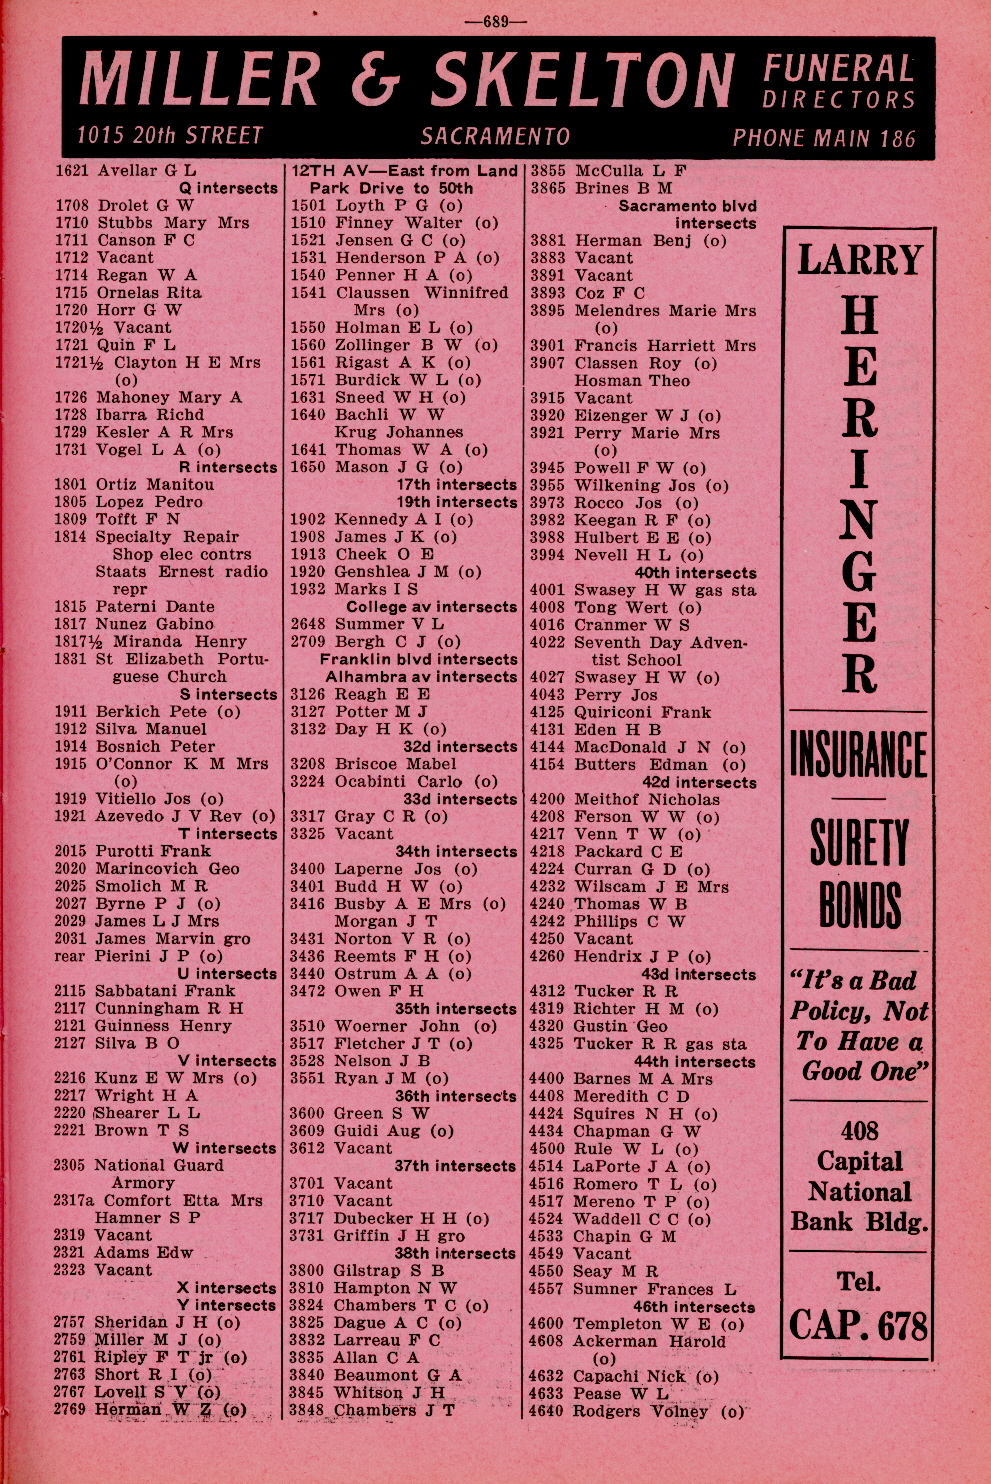 —689—
MILLER & SKELTON FUNERAL DIRECTORS
1015 20th STREET SACRAMENTO PHONE MAIN 186
1621 Avellar G L
Q intersects
1708 Drolet G W
1710 Stubbs Mary Mrs
1711 Canson F C
1712 Vacant
1714 Regan W A
1715 Ornelas Rita
1720 Horr G W
1720½ Vacant
1721 Quin F L
1721½ Clayton H E Mrs
(o)
1726 Mahoney Mary A
1728 Ibarra Richd
1729 Kesler A R Mrs
1731 Vogel L A (o)
R intersects
1801 Ortiz Manitou
1805 Lopez Pedro
1809 Tofft F N
1814 Specialty Repair
Shop elec contrs
Staats Ernest radio
repr
1815 Paterni Dante
1817 Nunez Gabino
1817½ Miranda Henry
1831 St Elizabeth Portu-
guese Church
S intersects
1911 Berkich Pete (o)
1912 Silva Manuel
1914 Bosnich Peter
1915 O'Connor K M Mrs
(o)
1919 Vitiello Jos (o)
1921 Azevedo J V Rev (o)
T intersects
2015 Purotti Frank
2020 Marincovich Geo
2025 Smolich M R
2027 Byrne P J (o)
2029 James L J Mrs
2031 James Marvin gro
rear Pierini J P (o)
U intersects
2115 Sabbatani Frank
2117 Cunningham R H
2121 Guinness Henry
2127 Silva B O
V intersects
2216 Kunz E W Mrs (o)
2217 Wright H A
2220 Shearer L L
2221 Brown T S
W intersects
2305 National Guard
Armory
2317a Comfort Etta Mrs
Hamner S P
2319 Vacant
2321 Adams Edw
2323 Vacant
X intersects
Y intersects
2757 Sheridan J H (o)
2759 Miller M J (o)
2761 Ripley F T jr (o)
2763 Short R I (o)
2767 Lovell S V (o)
2769 Herman W Z (o)
12TH AV—East from Land
Park Drive to 50th
1501 Loyth P G (o)
1510 Finney Walter (o)
1521 Jensen G C (o)
1531 Henderson P A (o)
1540 Penner H A (o)
1541 Claussen Winnifred
Mrs (o)
1550 Holman E L (o)
1560 Zollinger B W (o)
1561 Rigast A K (o)
1571 Burdick W L (o)
1631 Sneed W H (o)
1640 Bachli W W
Krug Johannes
1641 Thomas W A (o)
1650 Mason J G (o)
17th intersects
19th intersects
1902 Kennedy A I (o)
1908 James J K (o)
1913 Cheek O E
1920 Genshlea J M (o)
1932 Marks I S
College av intersects
2648 Summer V L
2709 Bergh C J (o)
Franklin blvd intersects
Alhambra av intersects
3126 Reagh E E
3127 Potter M J
3132 Day H K (o)
32d intersects
3208 Briscoe Mabel
3224 Ocabinti Carlo (o)
33d intersects
3317 Gray C R (o)
3325 Vacant
34th intersects
3400 Laperne Jos (o)
3401 Budd H W (o)
3416 Busby A E Mrs (o)
Morgan J T
3431 Norton V R (o)
3436 Reemts F H (o)
3440 Ostrum A A (o)
3472 Owen F H
35th intersects
3510 Woerner John (o)
3517 Fletcher J T (o)
3528 Nelson J B
3551 Ryan J M (o)
36th intersects
3600 Green S W
3609 Guidi Aug (o)
3612 Vacant
37th intersects
3701 Vacant
3710 Vacant
3717 Dubecker H H (o)
3731 Griffin J H gro
38th intersects
3800 Gilstrap S B
3810 Hampton N W
3824 Chambers T C (o)
3825 Dague A C (o)
3832 Larreau F C
3835 Allan C A
3840 Beaumont G A
3845 Whitson J H
3848 Chambers J T
3855 McCulla L F
3865 Brines B M
Sacramento blvd
intersects
3881 Herman Benj (o)
3883 Vacant
3891 Vacant
3893 Coz F C
3895 Melendres Marie Mrs
(o)
3901 Francis Harriett Mrs
3907 Classen Roy (o)
Hosman Theo
3915 Vacant
3920 Eizenger W J (o)
3921 Perry Marie Mrs
(o)
3945 Powell F W (o)
3955 Wilkening Jos (o)
3973 Rocco Jos (o)
3982 Keegan R F (o)
3988 Hulbert E E (o)
3994 Nevell H L (o)
40th intersects
4001 Swasey H W gas sta
4008 Tong Wert (o)
4016 Cranmer W S
4022 Seventh Day Adven-
tist School
4027 Swasey H W (o)
4043 Perry Jos
4125 Quiriconi Frank
4131 Eden H B
4144 MacDonald J N (o)
4154 Butters Edman (o)
42d intersects
4200 Meithof Nicholas
4208 Ferson W W (o)
4217 Venn T W (o)
4218 Packard C E
4224 Curran G D (o)
4232 Wilscam J E Mrs
4240 Thomas W B
4242 Phillips C W
4250 Vacant
4260 Hendrix J P (o)
43d intersects
4312 Tucker R R
4319 Richter H M (o)
4320 Gustin Geo
4325 Tucker R R gas sta
44th intersects
4400 Barnes M A Mrs
4408 Meredith C D
4424 Squires N H (o)
4434 Chapman G W
4500 Rule W L (o)
4514 LaPorte J A (o)
4516 Romero T L (o)
4517 Mereno T P (o)
4524 Waddell C C (o)
4533 Chapin G M
4549 Vacant
4550 Seay M R
4557 Sumner Frances L
46th intersects
4600 Templeton W E (o)
4608 Ackerman Harold
(o)
4632 Capachi Nick (o)
4633 Pease W L
4640 Rodgers Volney (o)
LARRY
H
E
R
I
N
G
E
R
INSURANCE
SURETY
BONDS
"It's a Bad
Policy, Not
To Have a
Good One"
408
Capital
National
Bank Bldg.
Tel.
CAP. 678